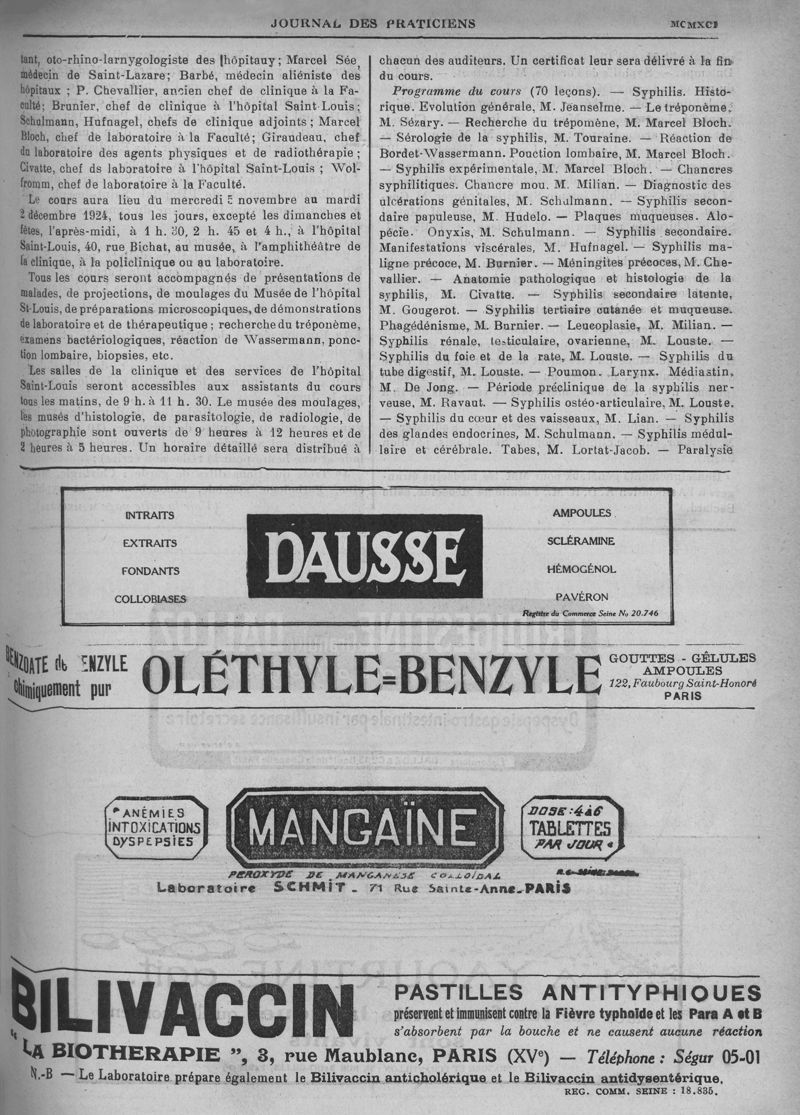 JOURNAL DES PRATICIENS
MCMXCI
tant, oto-rhino-larnygologiste des hôpitauy; Marcel Sée,
médecin de Saint-Lazare; Barbé, médecin aliéniste des
hôpitaux ; P. Chevallier, ancien chef de clinique à la Fa-
culté; Brunier, chef de clinique à l'hôpital Saint-Louis;
Schulmann, Hufnagel, chefs de clinique adjoints; Marcel
Bloch, chef de laboratoire à la Faculté; Giraudeau, chef
du laboratoire des agents physiques et de radiothérapie;
Civatte, chef ds laboratoire à l'hôpital Saint-Louis ; Wol-
fromm, chef de laboratoire à la Faculté.
Le cours aura lieu du mercredi 5 novembre au mardi
2 décembre 1924, tous les jours, excepté les dimanches et
fêtes, l'après-midi, à 1 h. 30, 2 h. 45 et 4 h., à l'hôpital
Saint-Louis, 40, rue Bichat, au musée, à l'amphithéâtre de
la clinique, à la policlinique ou au laboratoire.
Tous les cours seront accompagnés de présentations de
malades, de projections, de moulages du Musée de l'hôpital
St-Louis, de préparations microscopiques, de démonstrations
de laboratoire et de thérapeutique; recherche du tréponème,
examens bactériologiques, réaction de Wassermann, ponc-
tion lombaire, biopsies, etc.
Les salles de la clinique et des services de l'hôpital
Saint-Louis seront accessibles aux assistants du cours
tous les matins, de 9 h. à 11 h. 30. Le musée des moulages,
les musés d'histologie, de parasitologie, de radiologie, de
photographie sont ouverts de 9 heures à 12 heures et de
2 heures à 5 heures. Un horaire détaillé sera distribué à
chacun des auditeurs. Un certificat leur sera délivré à la fin
du cours.
Programme du cours (70 leçons). — Syphilis. Histo-
rique. Evolution générale, M. Jeanselme. — Le tréponème,
M. Sézary. — Recherche du trépomène, M. Marcel Bloch.
— Sérologie de la syphilis, M. Touraine. — Réaction de
Bordet-Wassermann. Pouction lombaire, M. Marcel Bloch.
— Syphilis expérimentale, M. Marcel Bloch. — Chancres
syphilitiques. Chancre mou. M. Milian. — Diagnostic des
ulcérations génitales, M. Schulmann. — Syphilis secon-
daire papuleuse, M. Hudelo. — Plaques muqueuses. Alo-
pécie. Onyxis, M. Schulmann. — Syphilis secondaire.
Manifestations viscérales, M. Hufnagel. — Syphilis ma-
ligne précoce, M. Burnier. — Méningites précoces, M. Che-
vallier. — Anatomie pathologique et histologie de la
syphilis, M. Civatte. — Syphilis secondaire latente,
M. Gougerot. — Syphilis tertiaire cutanée et muqueuse.
Phagédénisme, M. Burnier. — Leucoplasie, M. Milian. —
Syphilis rénale, testiculaire, ovarienne, M. Louste. —
Syphilis du foie et de la rate, M. Louste. — Syphilis du
tube digestif, M. Louste. — Poumon. Larynx. Médiastin,
M. De Jong. — Période préclinique de la syphilis ner-
veuse, M. Ravaut. — Syphilis ostéo-articulaire, M. Louste.
— Syphilis du cœur et des vaisseaux, M. Lian. — Syphilis
des glandes endocrines, M. Schulmann. — Syphilis médul-
laire et cérébrale. Tabes, M. Lortat-Jacob. — Paralysie
INTRAITS
EXTRAITS
FONDANTS
COLLOBIASES
DAUSSE
AMPOULES
SCLÉRAMINE
HÉMOGÉNOL
PAVÉRON
Registre du Commerce Seine No 20.746
BENZOATE de BENZYLE
Chimiquement pur
OLÉTHYLE=BENZYLE
GOUTTES - GÉLULES
AMPOULES
122, Faubourg Saint-Honoré
PARIS
ANÉMIES
INTOXICATIONS
DYSPEPSIES
MANGAÏNE
DOSE: 4 à 6
TABLETTES
PAR JOUR
PEROXYDE DE MANGANESE COLLOÏDAL
Laboratoire SCHMIT - 71 Rue Sainte-Anne-PARIS
BILIVACCIN
PASTILLES ANTITYPHIQUES
préservent et immunisent contre la Fièvre typhoïde et les Para A et B
s'absorbent par la bouche et ne causent aucune réaction
"LA BIOTHERAPIE ", 3, rue Maublanc, PARIS (XVe) — Téléphone : Ségur 05-01
N.-B — Le Laboratoire prépare également le Bilivaccin anticholérique et le Bilivaccin antidysentérique.
REG. COMM. SEINE : 18.835.